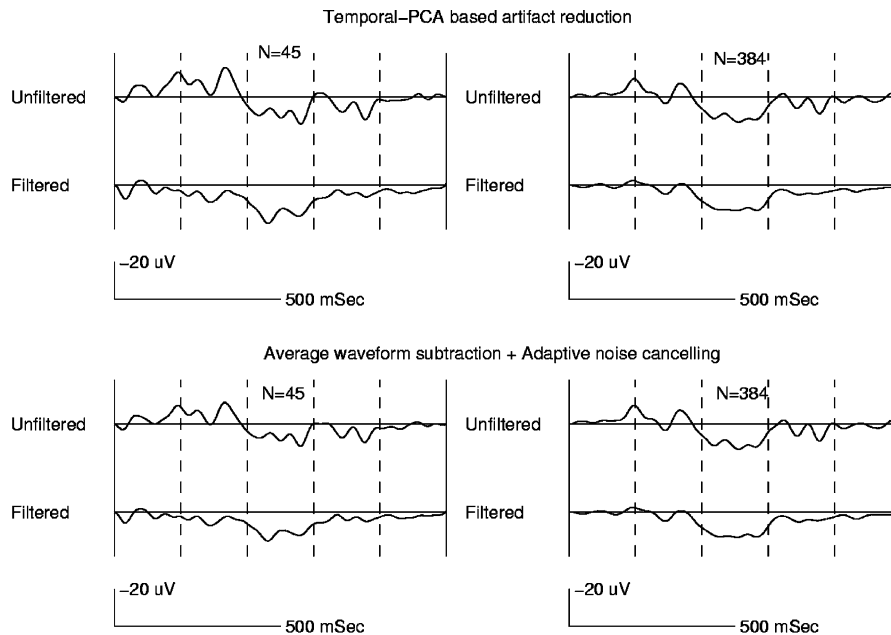 Temporal−PCA based artifact reduction
N=45
N=384
Unfiltered
Unfiltered
Filtered
Filtered
−20 uV
−20 uV
500 mSec
500 mSec
Average waveform subtraction + Adaptive noise cancelling
N=45
N=384
Unfiltered
Unfiltered
Filtered
Filtered
−20 uV
−20 uV
500 mSec
500 mSec